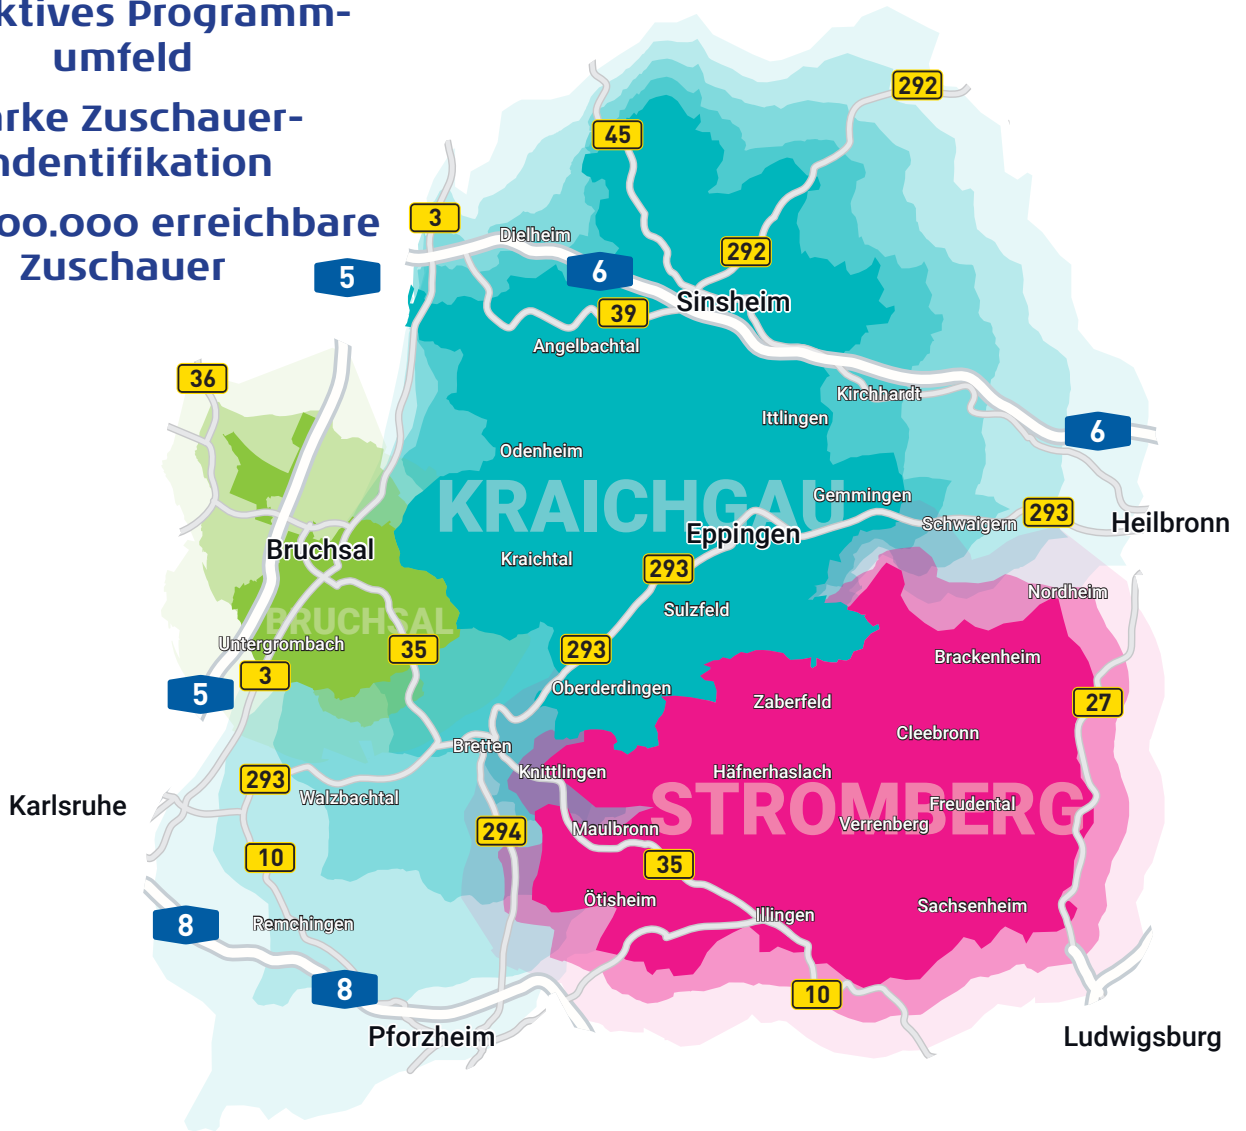 ktives Programm-
umfeld
rke Zuschauer-
ndentifikation
00.000 erreichbare
Zuschauer
292
45
3
Dielheim
292
5
6
Sinsheim
39
Angelbachtal
36
Kirchhardt
Ittlingen
6
Odenheim
KRAICHGAU
Gemmingen
Schwaigern
293
Heilbronn
Eppingen
Bruchsal
Kraichtal
293
Nordheim
Sulzfeld
BRUCHSAL
Untergrombach
35
293
Brackenheim
3
5
Oberderdingen
Zaberfeld
27
Cleebronn
Bretten
293
Knittlingen
Häfnerhaslach
Walzbachtal
STROMBERG
Freudental
Karlsruhe
Verrenberg
294
Maulbronn
10
35
Ötisheim
Illingen
Sachsenheim
8
Remchingen
8
10
Pforzheim
Ludwigsburg